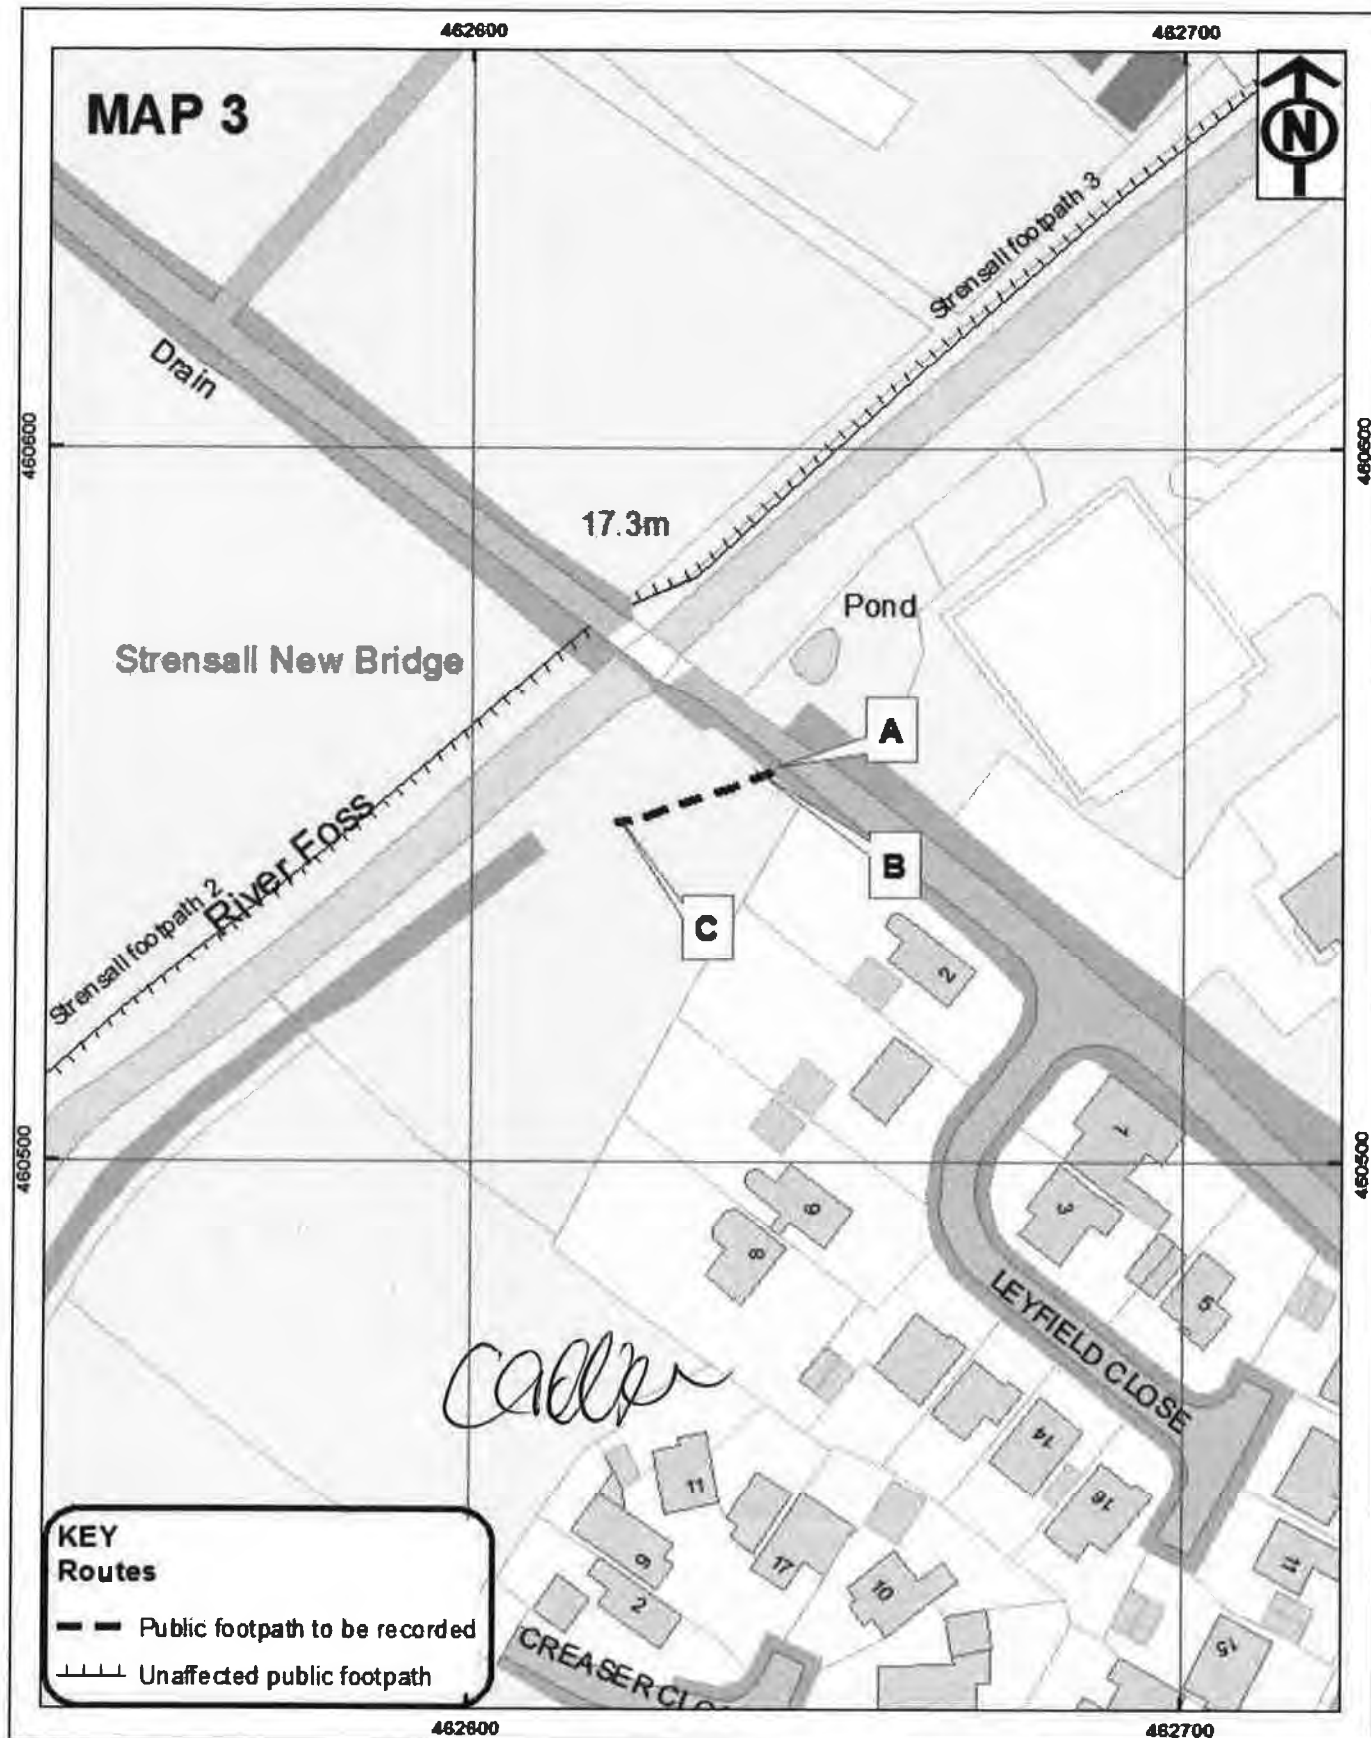 462600
462700
MAP 3
N
Strensall footpath 3
Drain
460600
460600
17.3m
Pond
Strensall New Bridge
A
River Foss
B
Strensall footpath 2
C
2
460500
460500
1
3
9
8
5
LEYFIELD CLOSE
14
11
16
9
17
10
11
2
15
CREASER CLO
KEY
Routes
Public footpath to be recorded
Unaffected public footpath
462600
462700